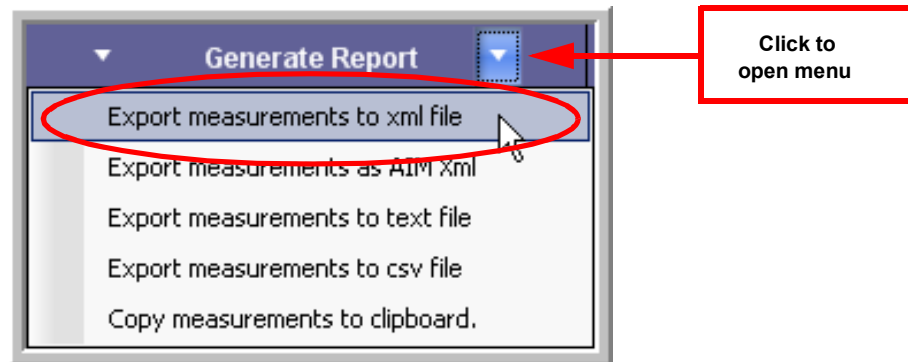 Generate Report
Click to
open menu
Export measurements to xml file
Export measurements as AIM Xml
Export measurements to text file
Export measurements to csv file
Copy measurements to clipboard.